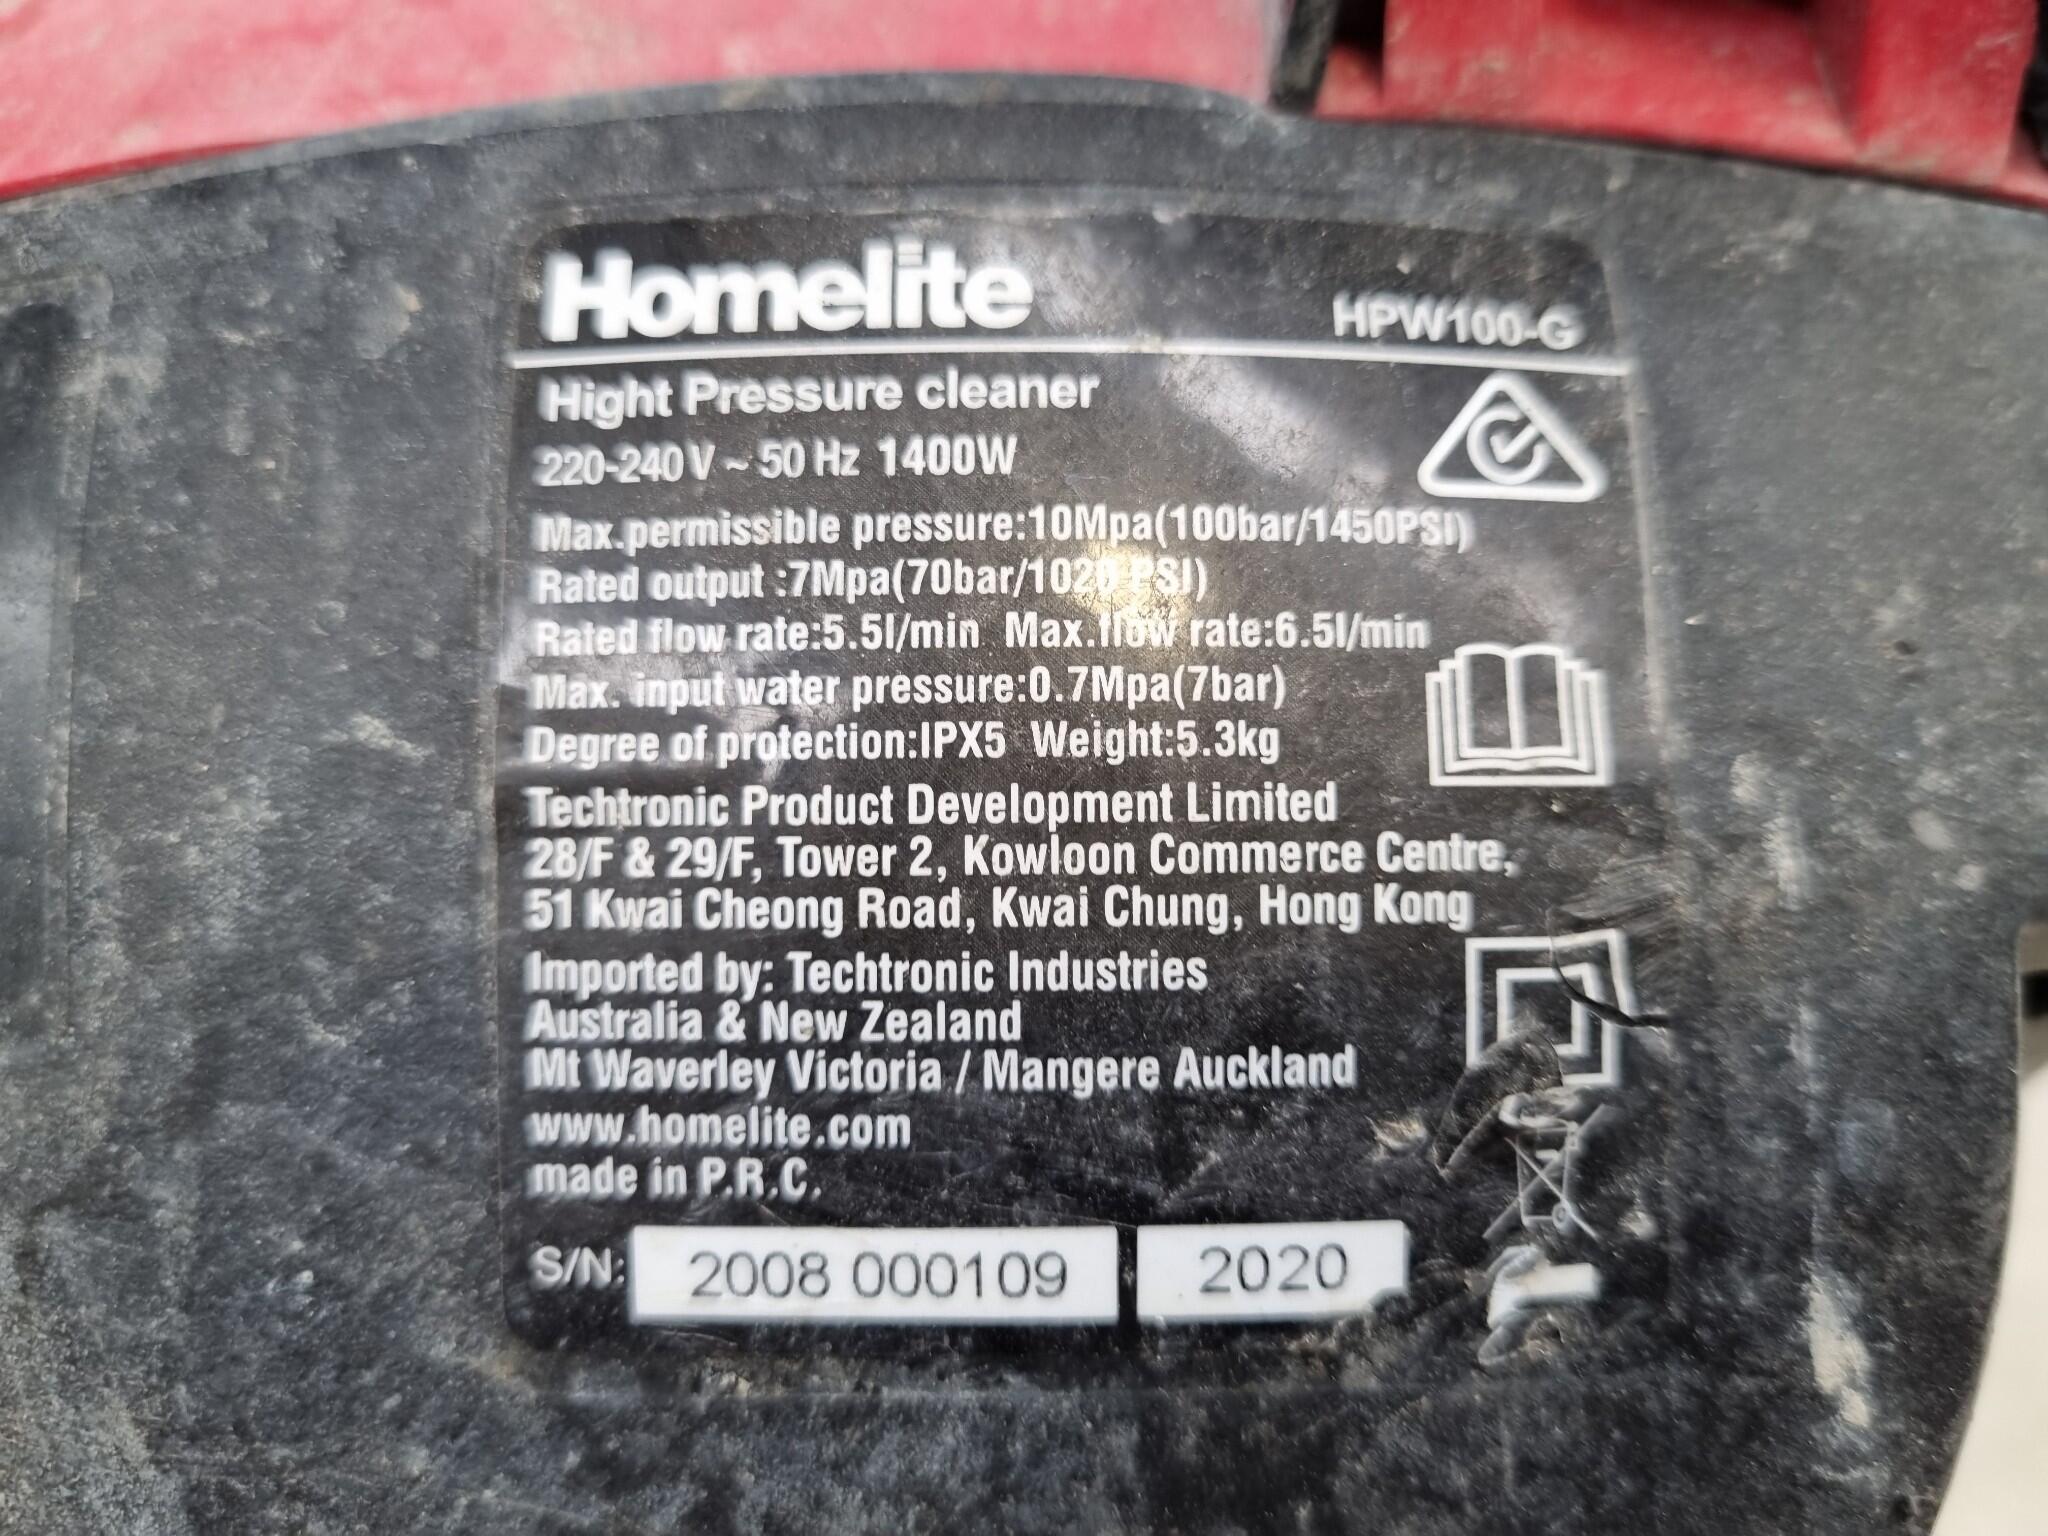 Homelite
HPW100-G
Hight Pressure cleaner
220-240V ~ 50 Hz 1400W
Max.permissible pressure:10Mpa(100bar/1450PSI)
Rated output :7Mpa(70bar/1020 PSI)
Rated flow rate:5.5l/min Max.flow rate:6.5l/min
Max. input water pressure:0.7Mpa(7bar)
Degree of protection:IPX5 Weight:5.3kg
Techtronic Product Development Limited
28/F & 29/F, Tower 2, Kowloon Commerce Centre,
51 Kwai Cheong Road, Kwai Chung, Hong Kong
Imported by: Techtronic Industries
Australia & New Zealand
Mt Waverley Victoria / Mangere Auckland
www.homelite.com
made in P.R.C.
S/N: 2008 000109 2020